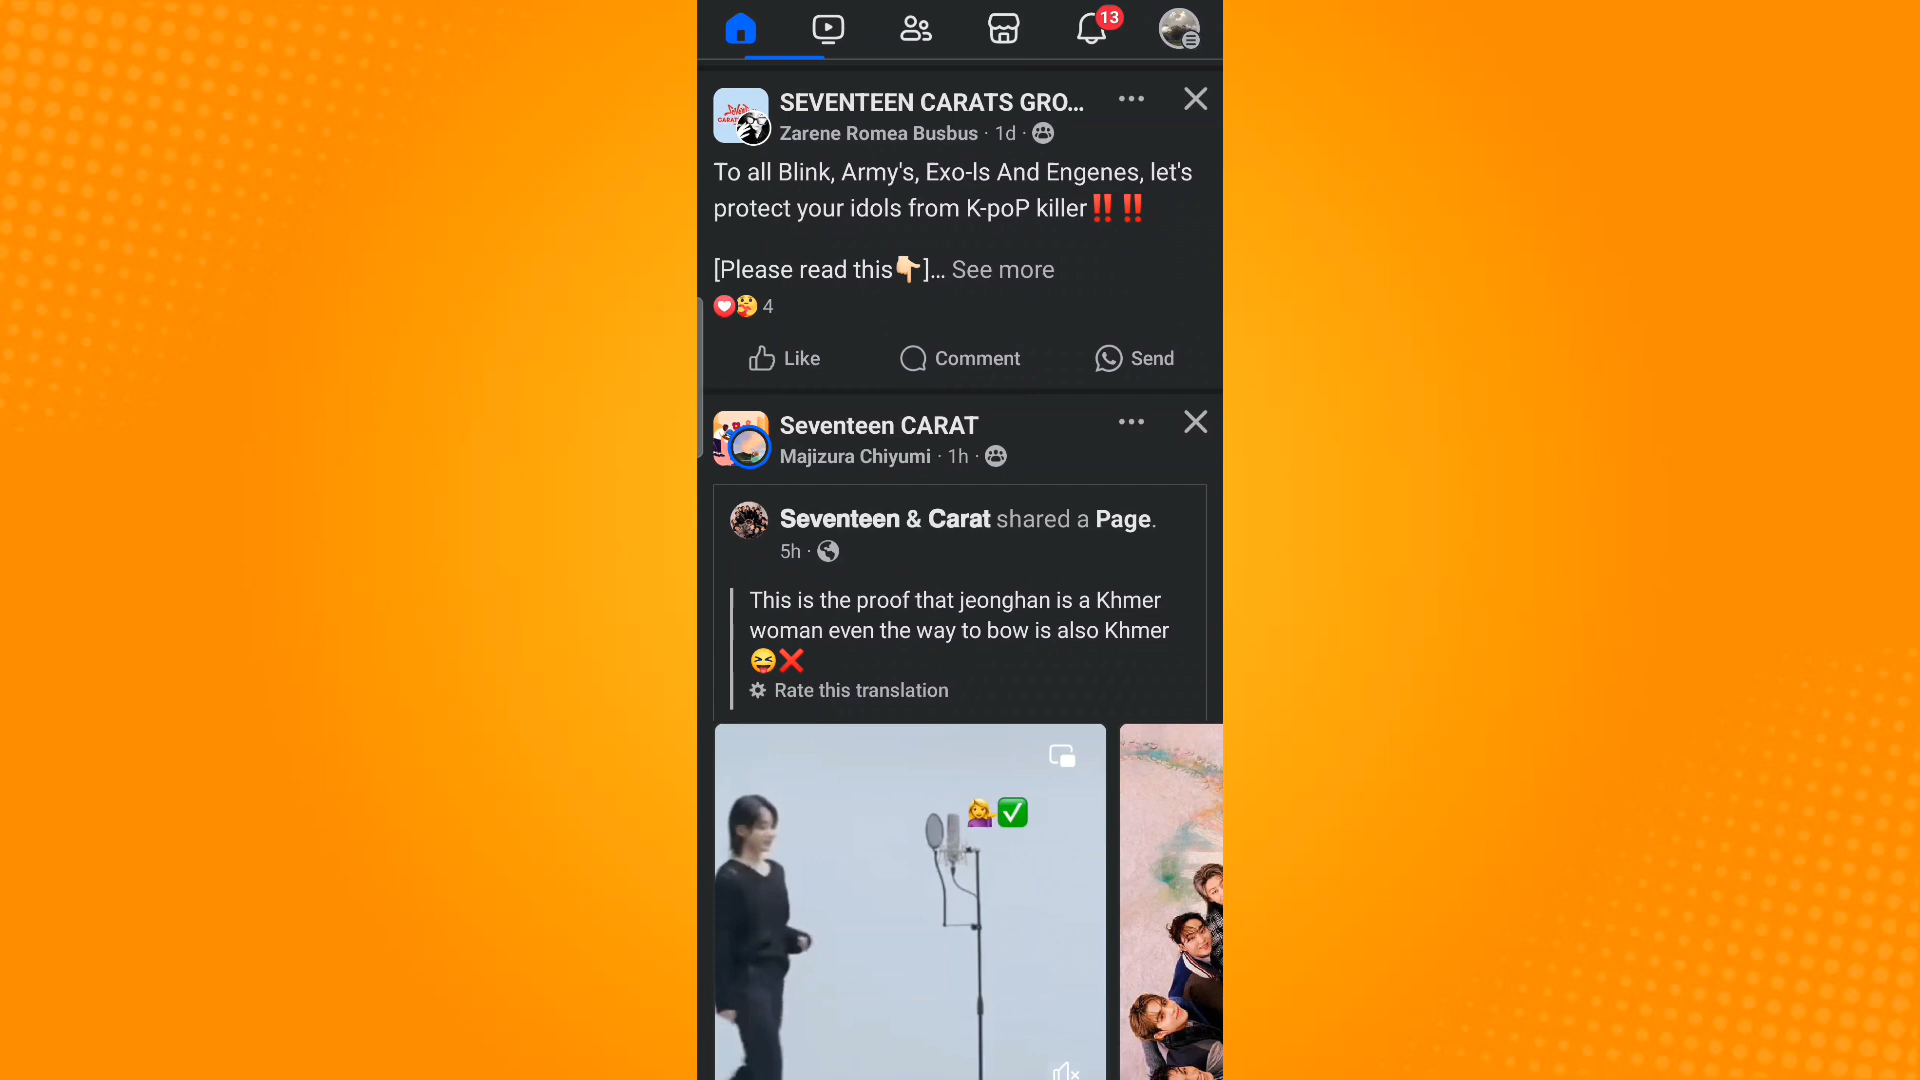 13
SEVENTEEN CARATS GRO...
Zarene Romea Busbus · 1d ·
To all Blink, Army's, Exo-ls And Engenes, let's
protect your idols from K-poP killer‼️‼️
[Please read this👇🏻]... See more
4
Like
Comment
Send
Seventeen CARAT
Majizura Chiyumi · 1h ·
Seventeen & Carat shared a Page.
5h ·
This is the proof that jeonghan is a Khmer
woman even the way to bow is also Khmer
😝❌
Rate this translation
💁‍♀️✅